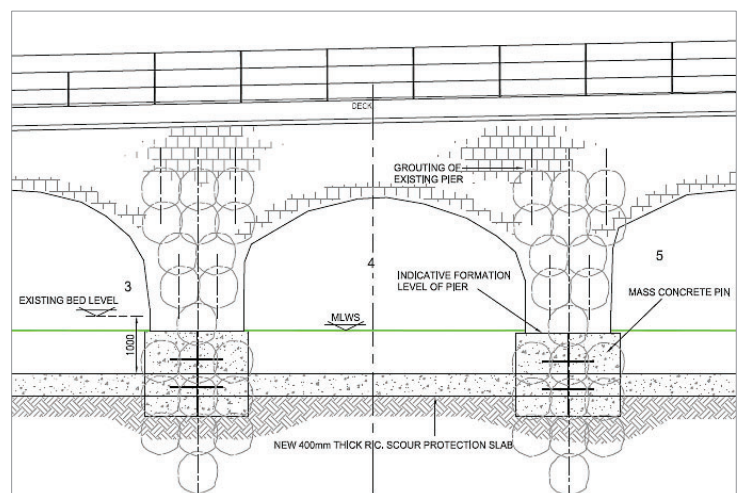 DECK
GROUTING OF
EXISTING PIER
3
4
5
INDICATIVE FORMATION
LEVEL OF PIER
MASS CONCRETE PIN
EXISTING BED LEVEL
MLWS
1000
NEW 400mm THICK R.C. SCOUR PROTECTION SLAB